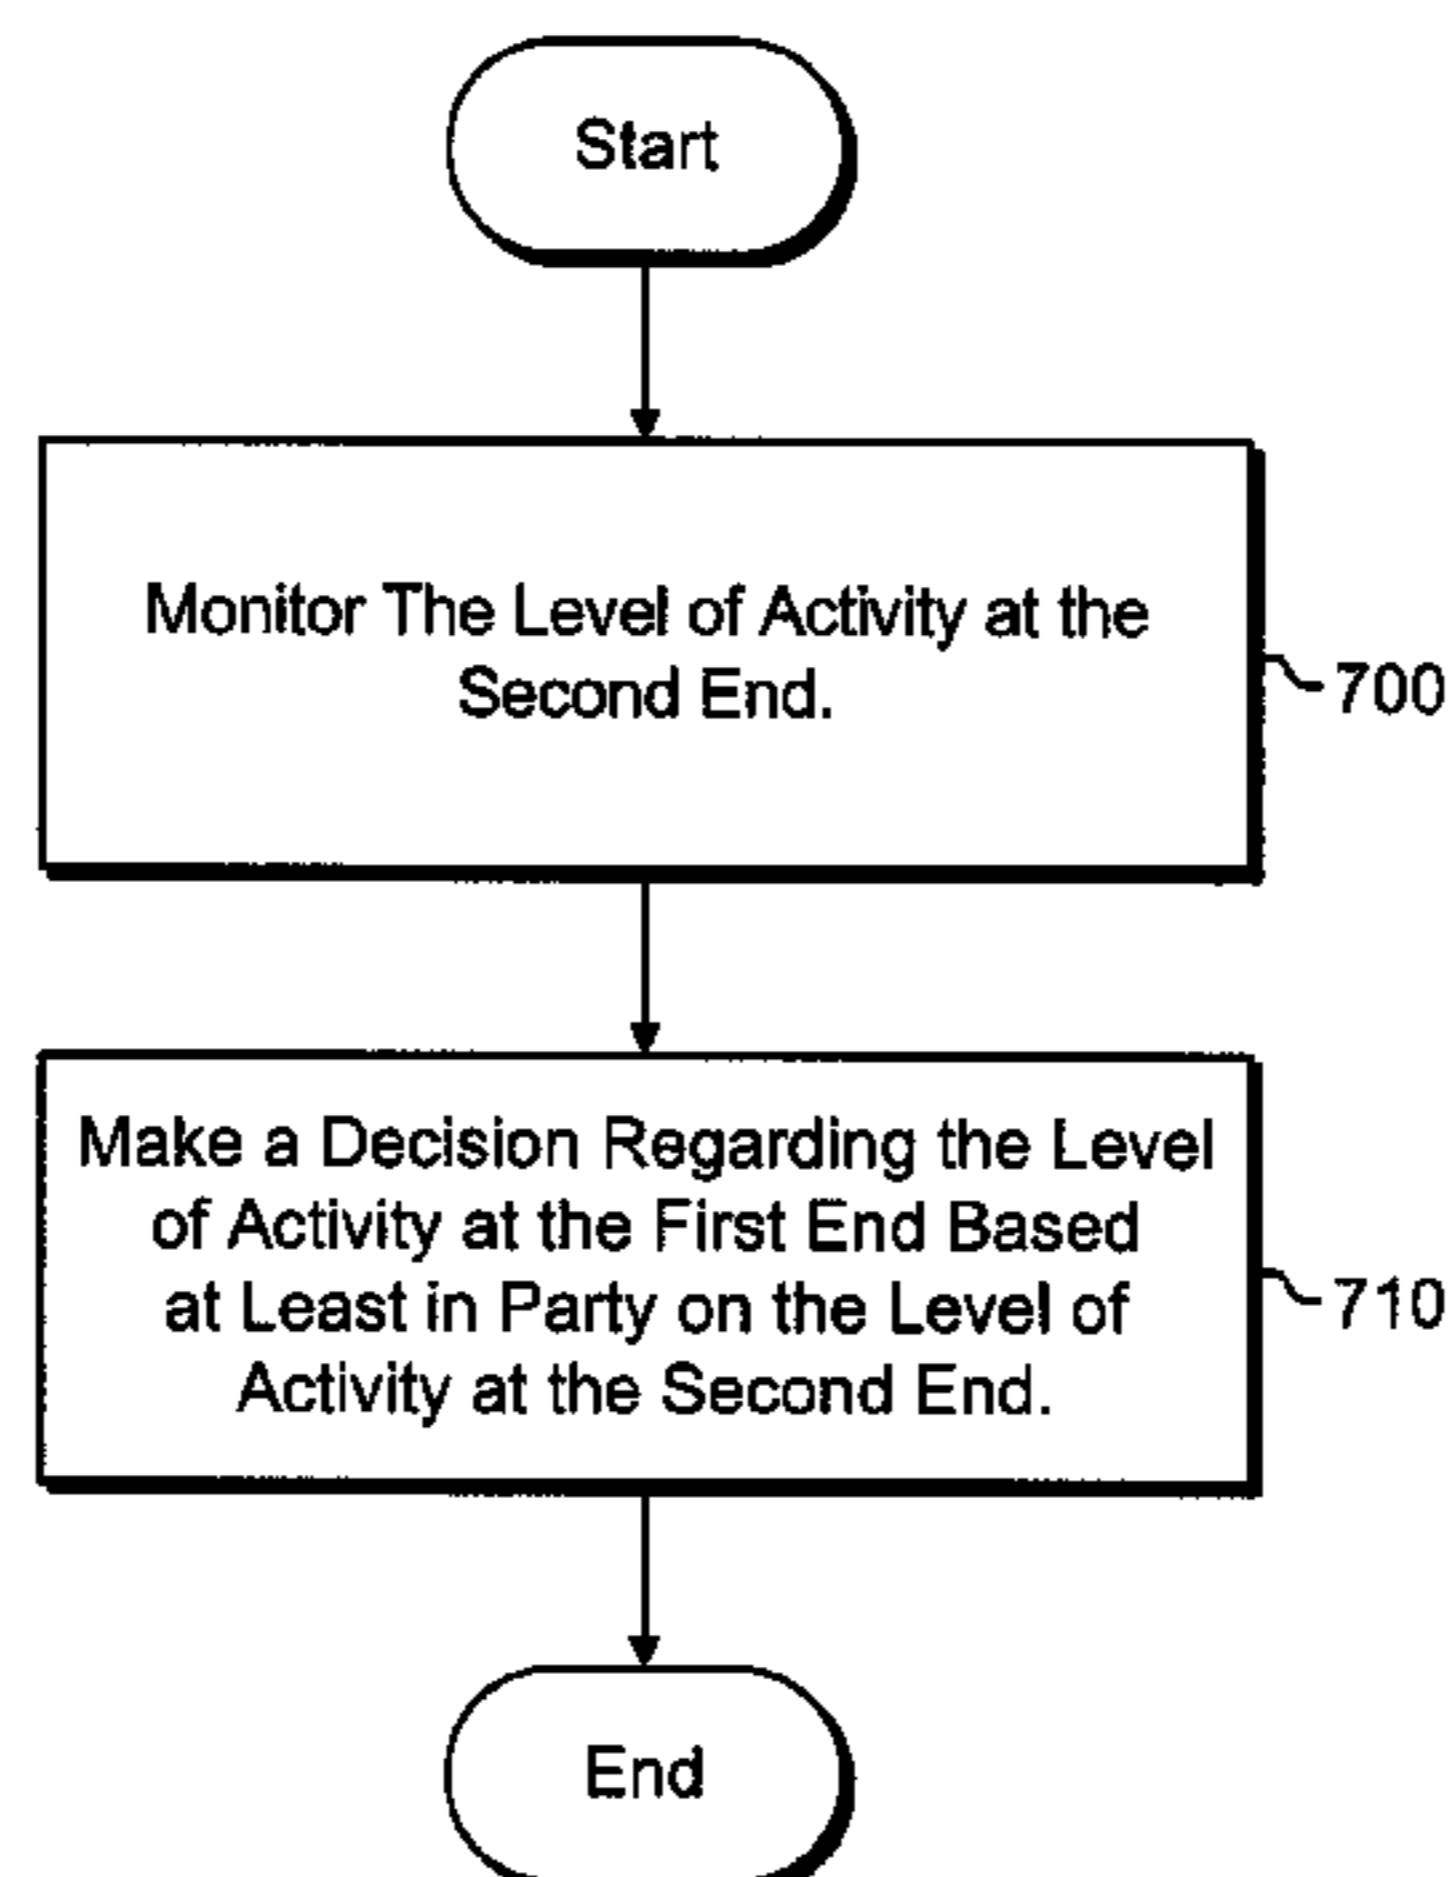 Start
Monitor The Level of Activity at the
Second End.
700
Make a Decision Regarding the Level
of Activity at the First End Based
at Least in Party on the Level of
Activity at the Second End.
710
End